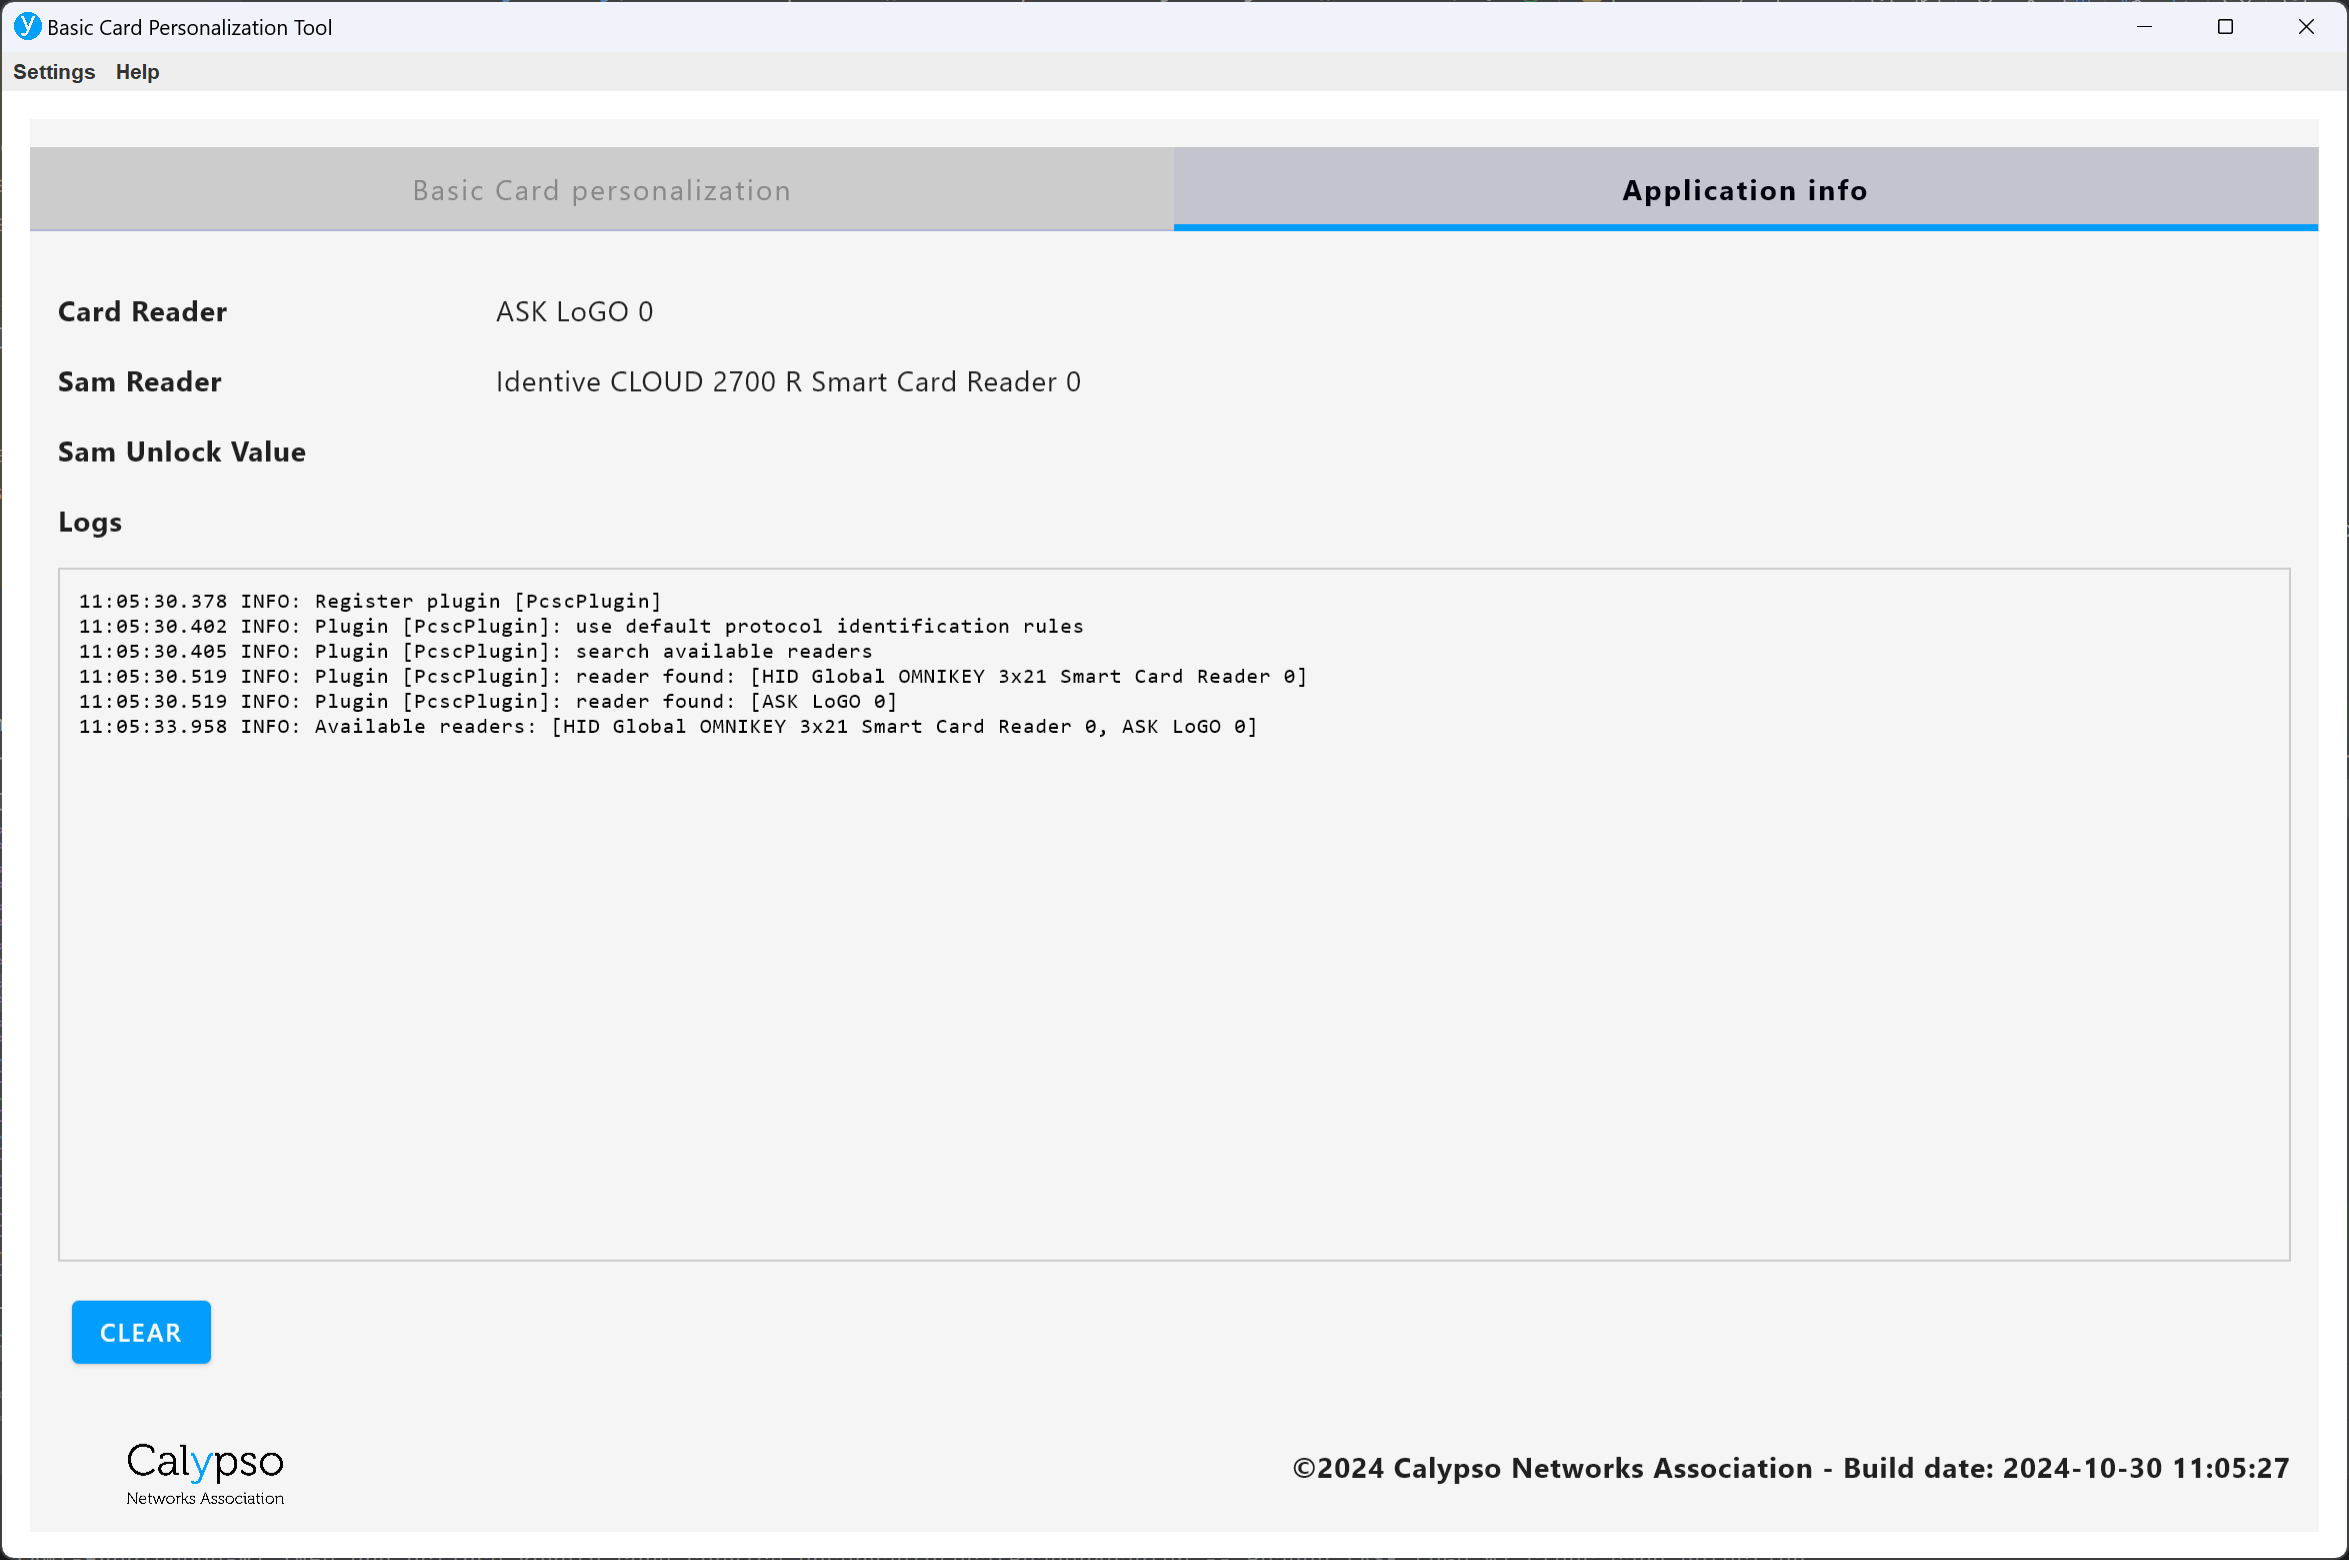 Basic Card Personalization Tool
Settings Help
Basic Card personalization
Application info
Card Reader ASK LoGO 0
Sam Reader Identive CLOUD 2700 R Smart Card Reader 0
Sam Unlock Value
Logs
11:05:30.378 INFO: Register plugin [PcscPlugin]
11:05:30.402 INFO: Plugin [PcscPlugin]: use default protocol identification rules
11:05:30.405 INFO: Plugin [PcscPlugin]: search available readers
11:05:30.519 INFO: Plugin [PcscPlugin]: reader found: [HID Global OMNIKEY 3x21 Smart Card Reader 0]
11:05:30.519 INFO: Plugin [PcscPlugin]: reader found: [ASK LoGO 0]
11:05:33.958 INFO: Available readers: [HID Global OMNIKEY 3x21 Smart Card Reader 0, ASK LoGO 0]
CLEAR
Calypso
Networks Association
©2024 Calypso Networks Association - Build date: 2024-10-30 11:05:27